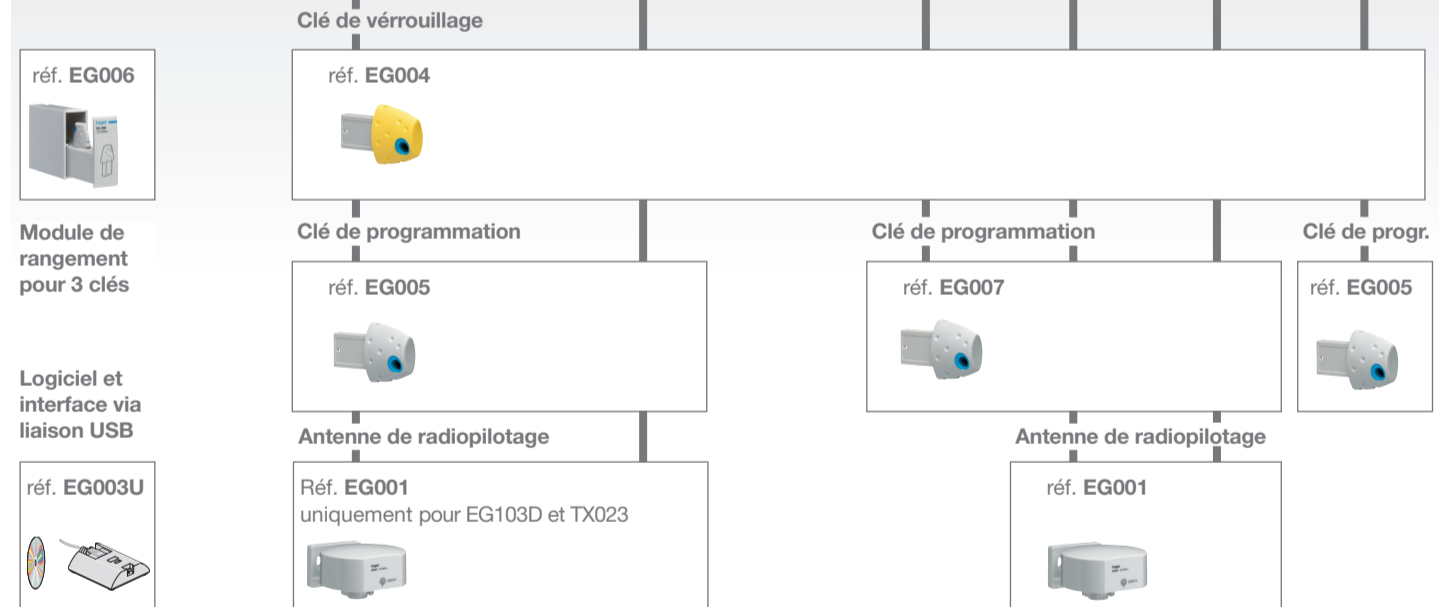 Clé de vérrouillage
réf. EG006
réf. EG004
Module de
rangement
pour 3 clés
Clé de programmation
Clé de programmation
Clé de progr.
réf. EG005
réf. EG007
réf. EG005
Logiciel et
interface via
liaison USB
Antenne de radiopilotage
Antenne de radiopilotage
réf. EG003U
Réf. EG001
uniquement pour EG103D et TX023
réf. EG001